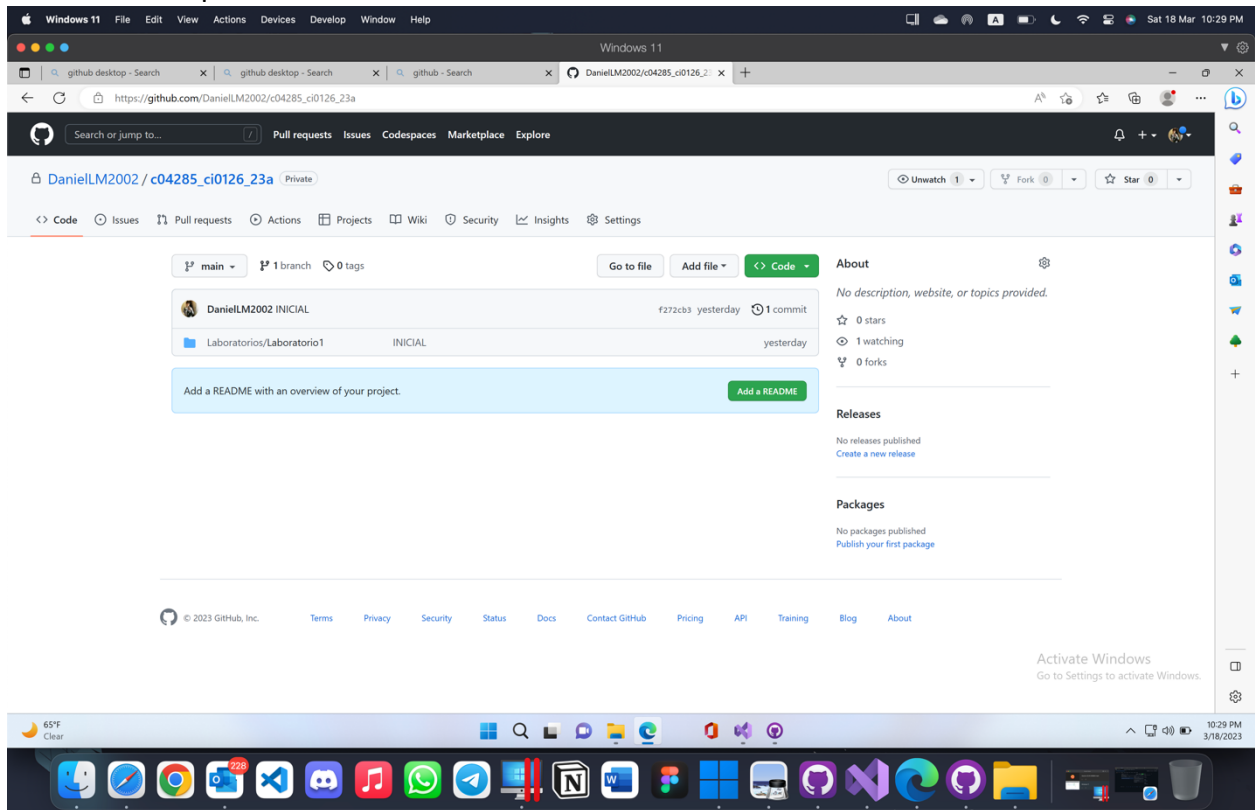 Windows 11 File Edit View Actions Devices Develop Window Help A Sat 18 Mar 10:29 PM
Windows 11
github desktop - Search github desktop - Search github - Search DanielLM2002/c04285_ci0126_2
https://github.com/DanielLM2002/c04285_ci0126_23a
Search or jump to... / Pull requests Issues Codespaces Marketplace Explore
DanielLM2002 / c04285_ci0126_23a Private Unwatch 1 Fork 0 Star 0
Code Issues Pull requests Actions Projects Wiki Security Insights Settings
main 1 branch 0 tags Go to file Add file Code About
No description, website, or topics provided.
DanielLM2002 INICIAL f272cb3 yesterday 1 commit
0 stars
Laboratorios/Laboratorio1 INICIAL yesterday 1 watching
0 forks
Add a README with an overview of your project. Add a README
Releases
No releases published
Create a new release
Packages
No packages published
Publish your first package
© 2023 GitHub, Inc. Terms Privacy Security Status Docs Contact GitHub Pricing API Training Blog About
Activate Windows
Go to Settings to activate Windows.
65°F 10:29 PM
Clear 3/18/2023
228